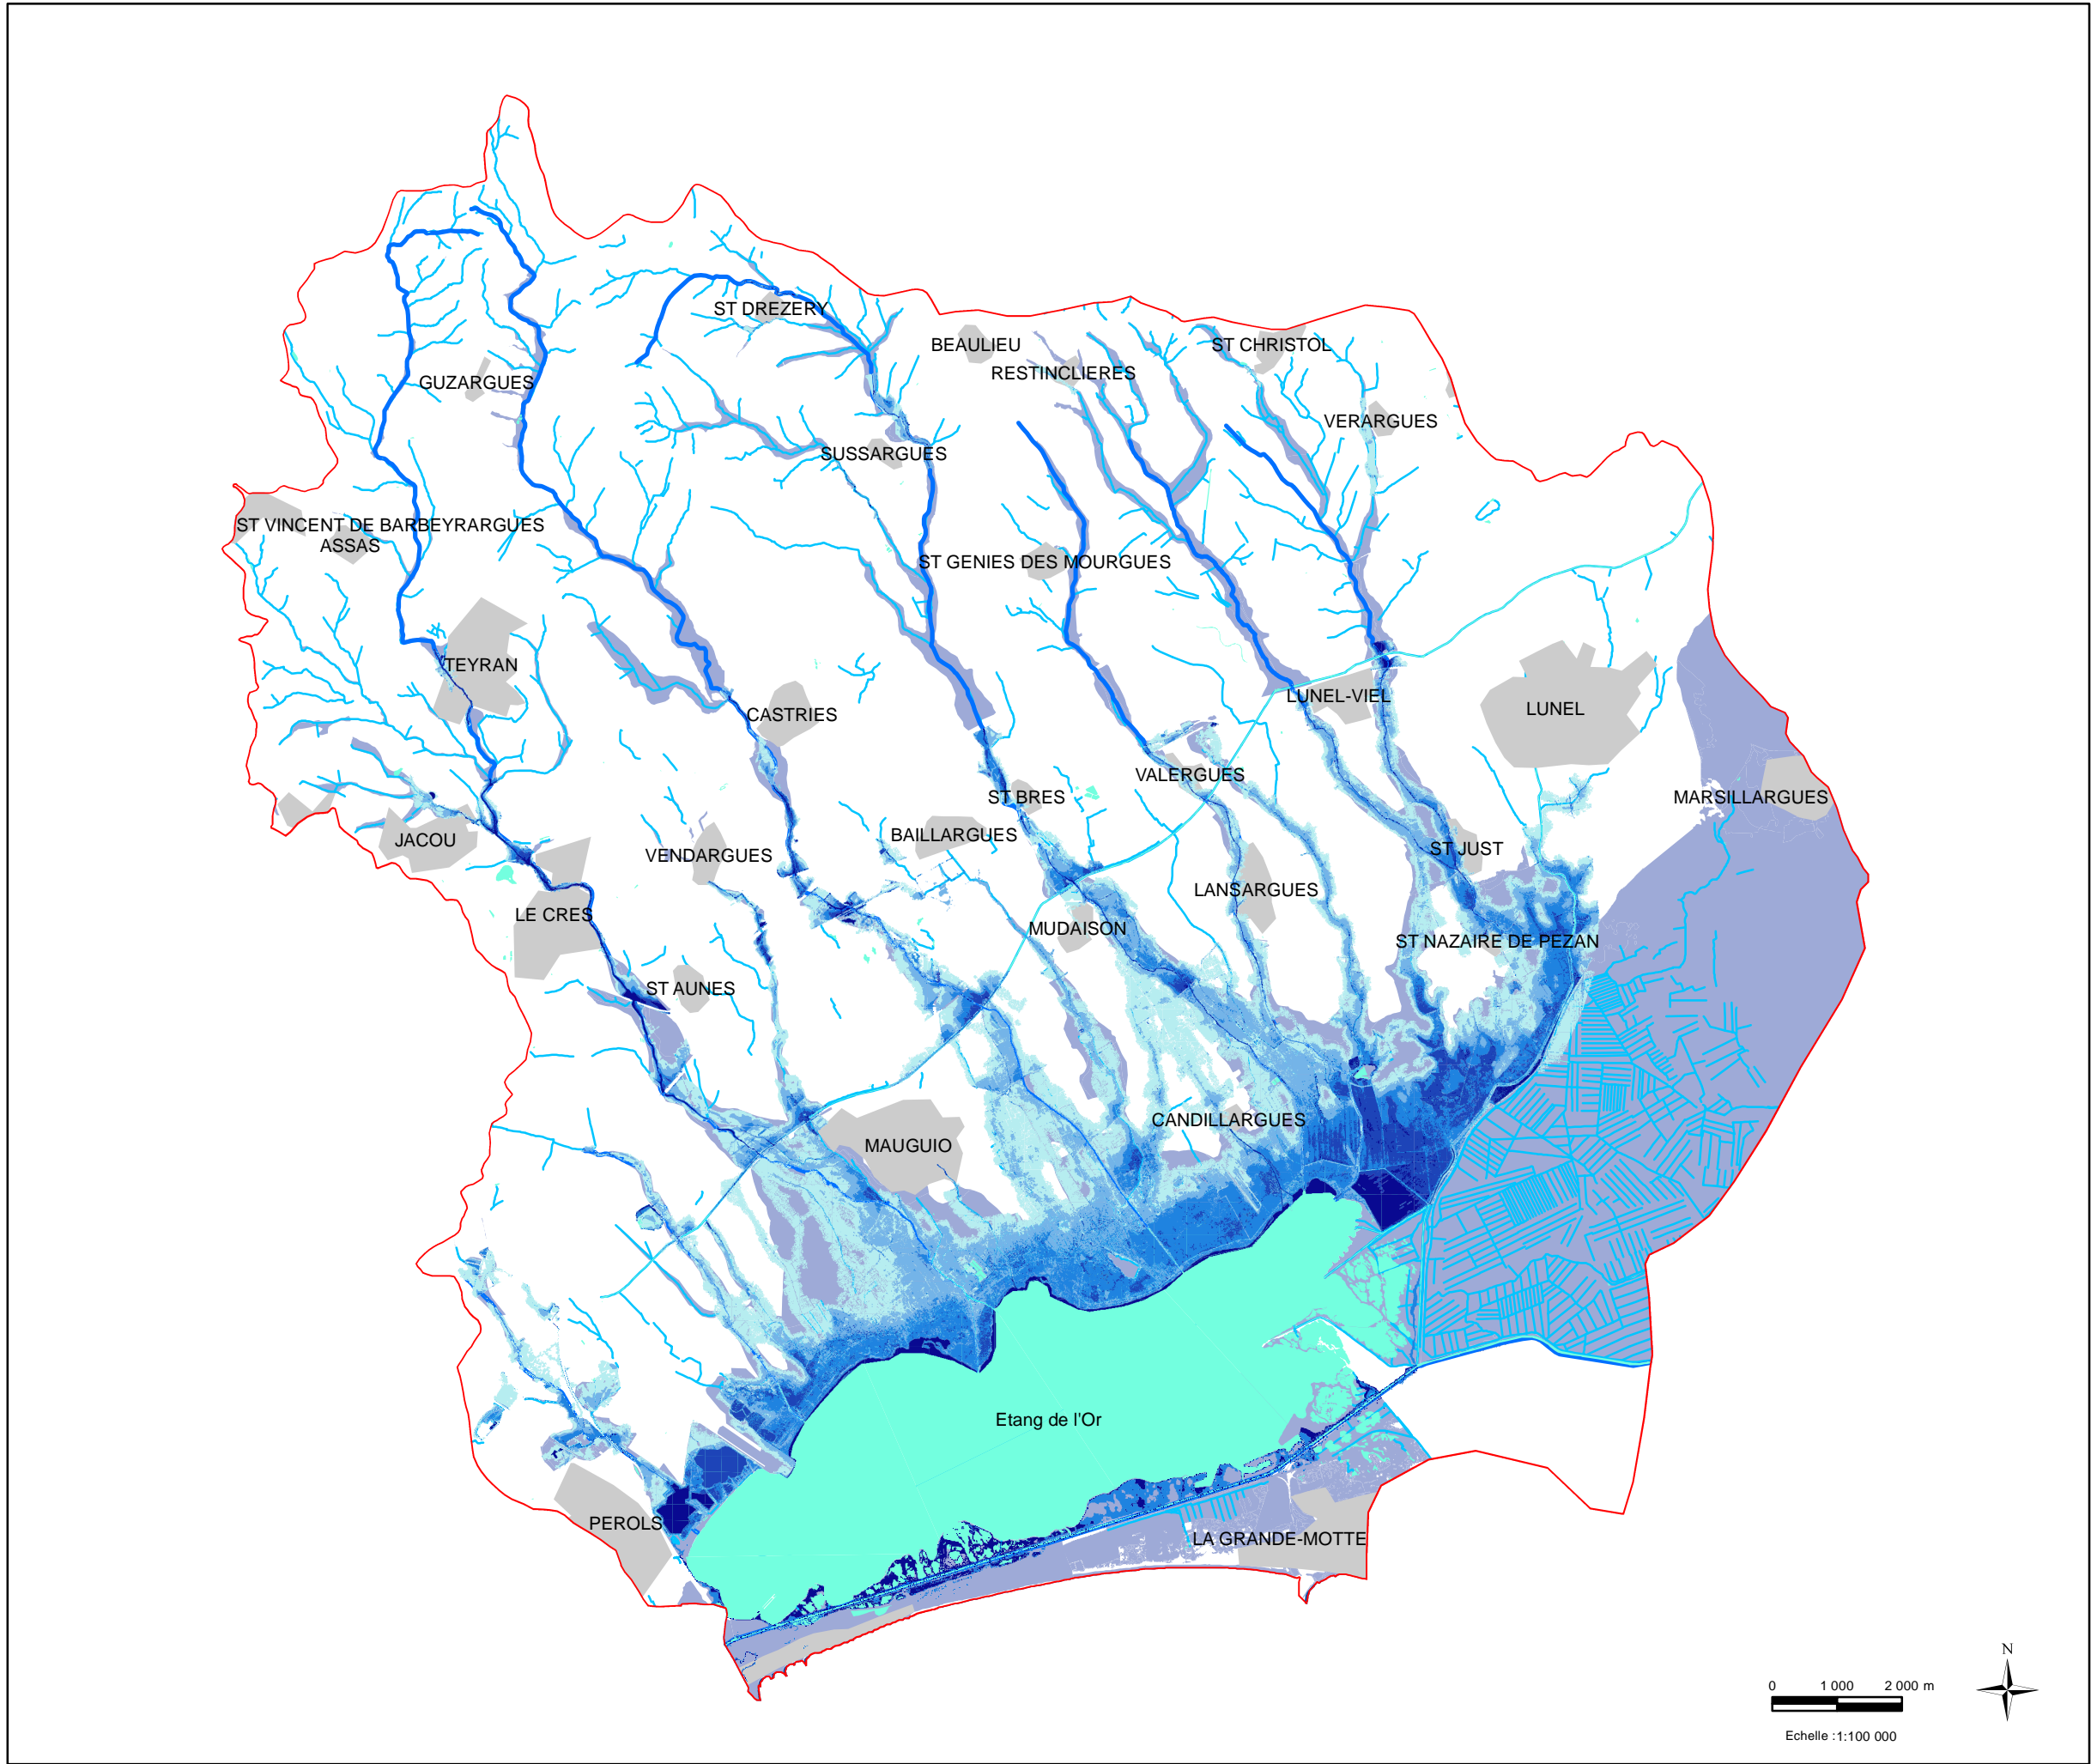 ST DREZERY
BEAULIEU
ST CHRISTOL
RESTINCLIERES
GUZARGUES
VERARGUES
SUSSARGUES
ST VINCENT DE BARBEYRARGUES
ASSAS
ST GENIES DES MOURGUES
TEYRAN
LUNEL-VIEL
LUNEL
CASTRIES
VALERGUES
ST BRES
MARSILLARGUES
BAILLARGUES
JACOU
ST JUST
VENDARGUES
LANSARGUES
LE CRES
MUDAISON
ST NAZAIRE DE PEZAN
ST AUNES
CANDILLARGUES
MAUGUIO
Etang de l'Or
PEROLS
LA GRANDE-MOTTE
N
0 1 000 2 000 m
Echelle :1:100 000